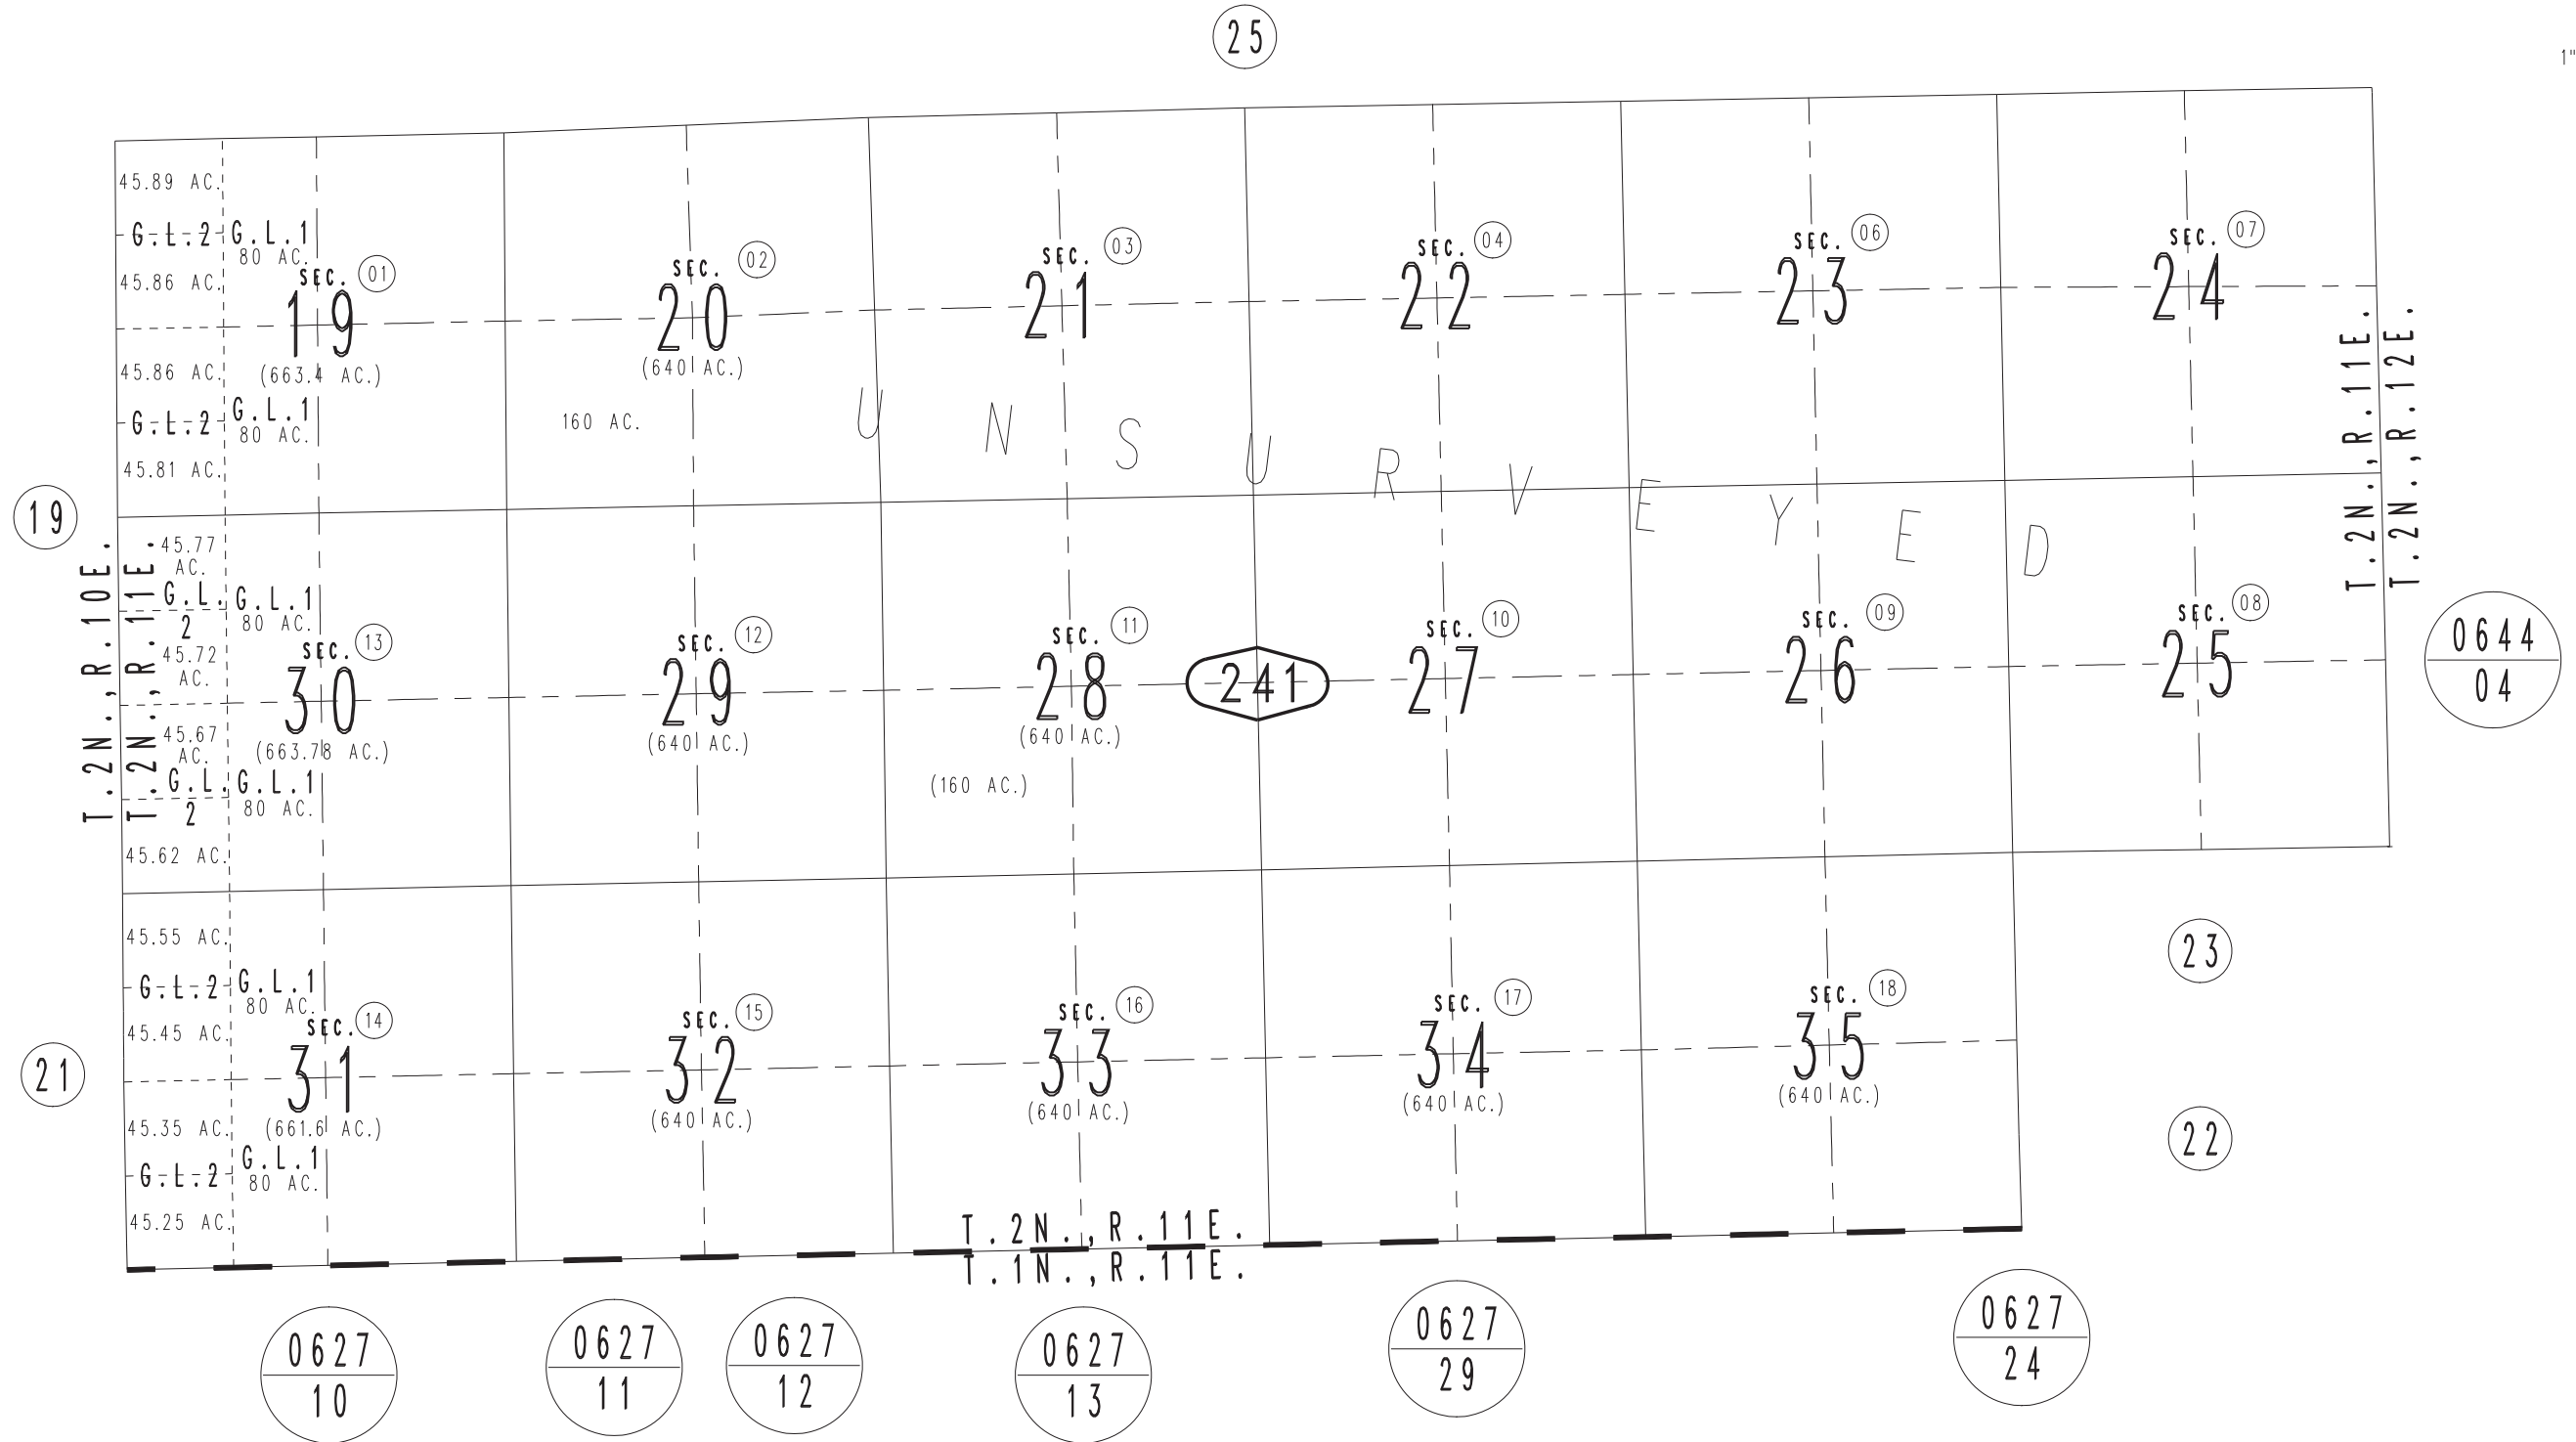 25
1"
45.89 AC.
G.L.2
G.L.1
80 AC.
45.86 AC.
SEC. 01
19
(663.4 AC.)
45.86 AC.
G.L.2
G.L.1
80 AC.
45.81 AC.
SEC. 02
20
(640 AC.)
160 AC.
SEC. 03
21
SEC. 04
22
SEC. 06
23
SEC. 07
24
UNSURVEYED
T.2N.,R.11E.
T.2N.,R.12E.
19
T.2N.,R.10E.
T.2N.,R.11E.
45.77
AC.
G.L.
2
G.L.1
80 AC.
45.72
AC.
SEC. 13
30
(663.78 AC.)
45.67
AC.
G.L.
2
G.L.1
80 AC.
45.62 AC.
SEC. 12
29
(640 AC.)
SEC. 11
28
(640 AC.)
(160 AC.)
241
SEC. 10
27
SEC. 09
26
SEC. 08
25
0644
04
45.55 AC.
G.L.2
G.L.1
80 AC.
45.45 AC.
SEC. 14
31
(661.6 AC.)
45.35 AC.
G.L.2
G.L.1
80 AC.
45.25 AC.
21
SEC. 15
32
(640 AC.)
SEC. 16
33
(640 AC.)
SEC. 17
34
(640 AC.)
SEC. 18
35
(640 AC.)
23
22
T.2N.,R.11E.
T.1N.,R.11E.
0627
10
0627
11
0627
12
0627
13
0627
29
0627
24